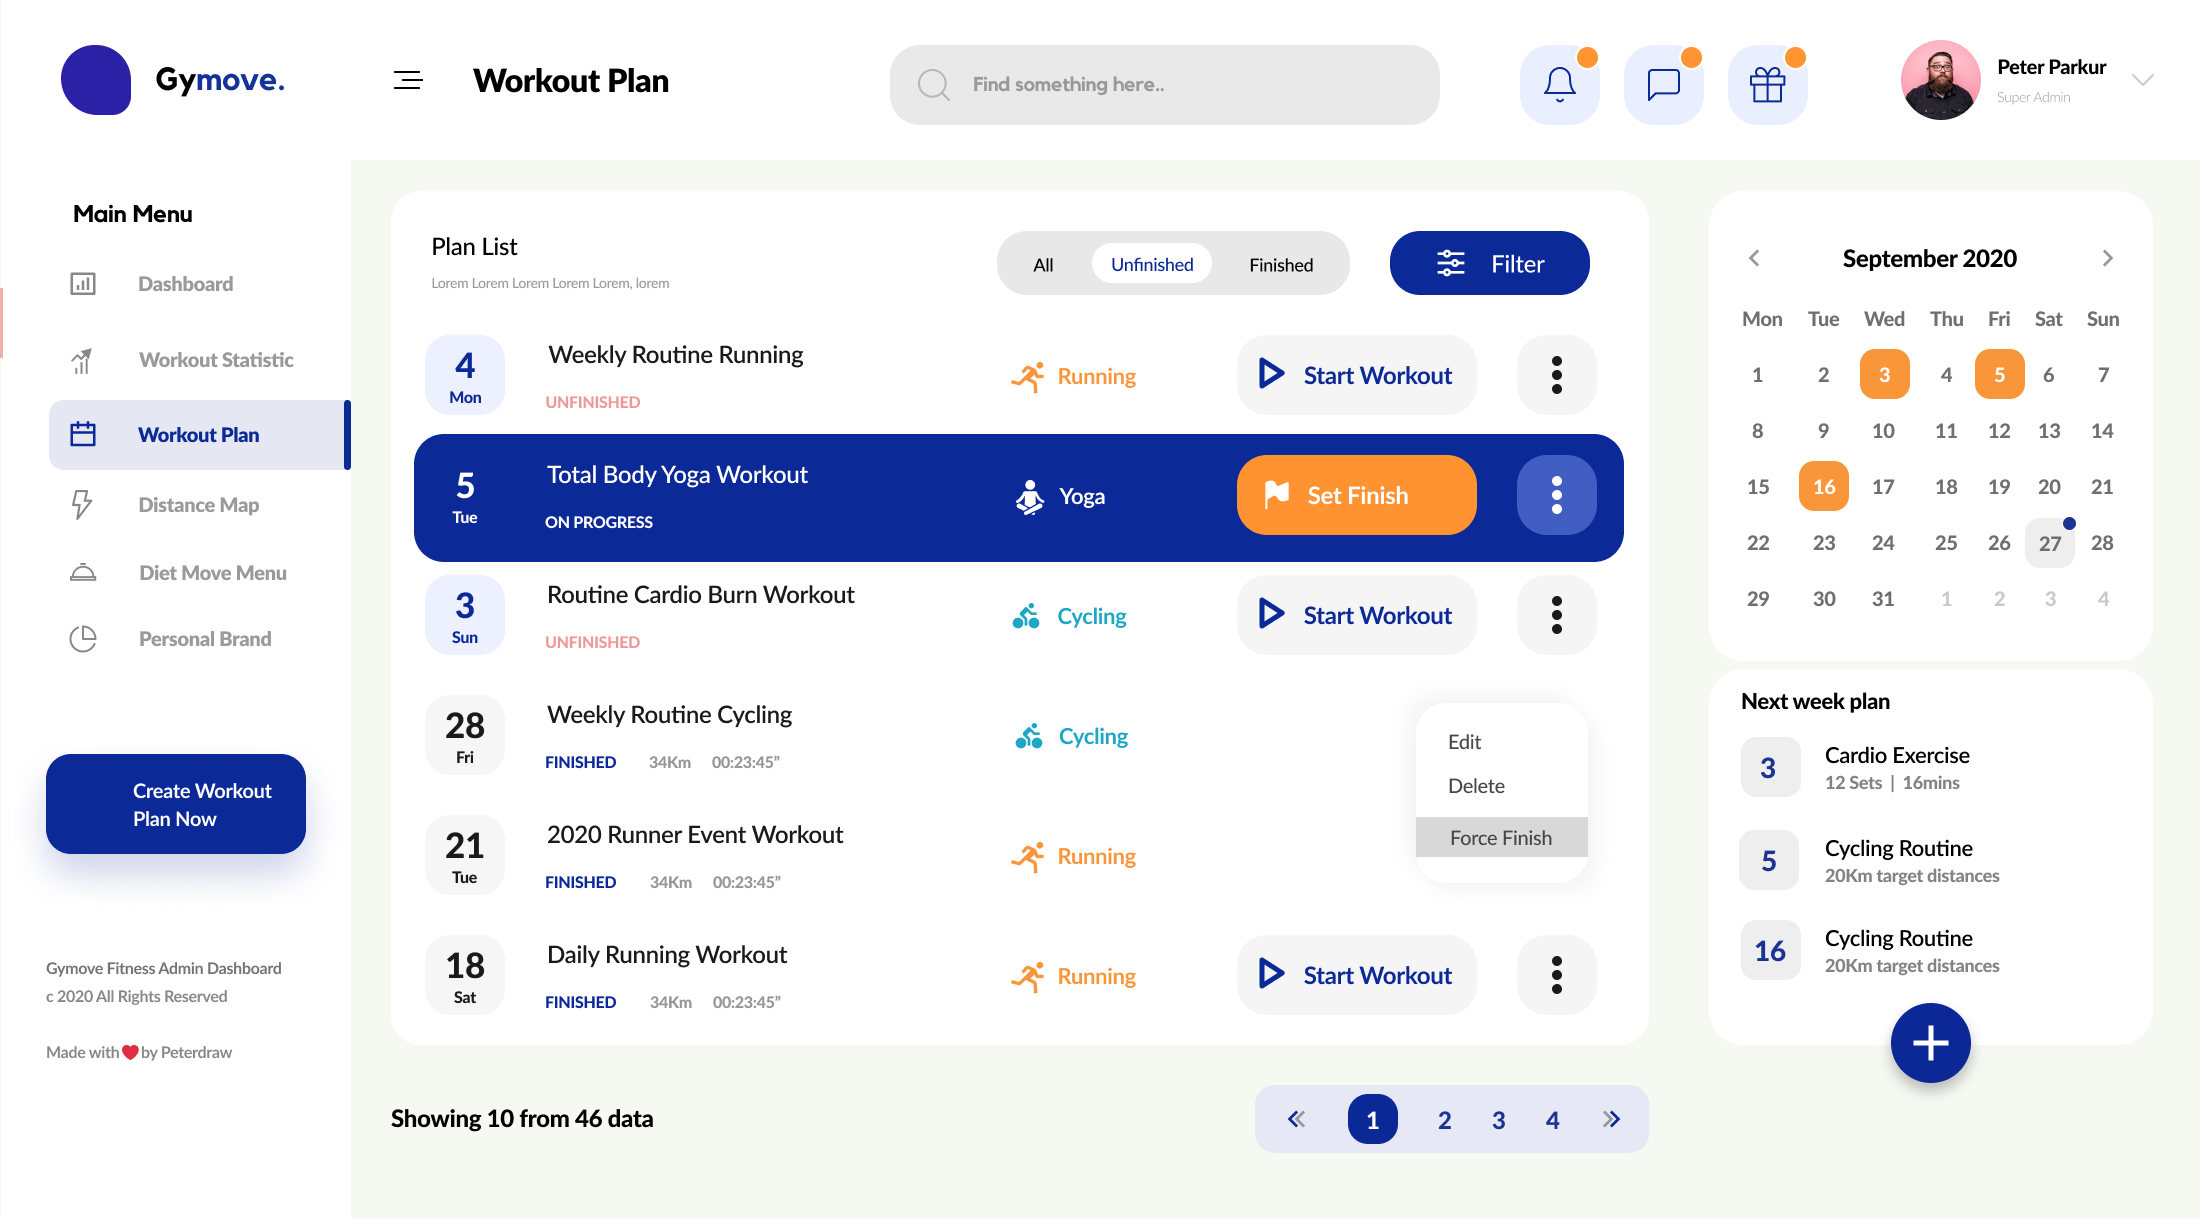 Gymove.
Workout Plan
Find something here..
Peter Parkur
Super Admin
Main Menu
Dashboard
Workout Statistic
Workout Plan
Distance Map
Diet Move Menu
Personal Brand
Create Workout
Plan Now
Gymove Fitness Admin Dashboard
c 2020 All Rights Reserved
Made with ❤ by Peterdraw
Plan List
Lorem Lorem Lorem Lorem Lorem, lorem
All Unfinished Finished
Filter
4 Mon
Weekly Routine Running
UNFINISHED
Running
Start Workout
5 Tue
Total Body Yoga Workout
ON PROGRESS
Yoga
Set Finish
3 Sun
Routine Cardio Burn Workout
UNFINISHED
Cycling
Start Workout
28 Fri
Weekly Routine Cycling
FINISHED 34Km 00:23:45”
Cycling
Edit
Delete
Force Finish
21 Tue
2020 Runner Event Workout
FINISHED 34Km 00:23:45”
Running
18 Sat
Daily Running Workout
FINISHED 34Km 00:23:45”
Running
Start Workout
Showing 10 from 46 data
« 1 2 3 4 »
< September 2020 >
Mon Tue Wed Thu Fri Sat Sun
1 2 3 4 5 6 7
8 9 10 11 12 13 14
15 16 17 18 19 20 21
22 23 24 25 26 27 28
29 30 31 1 2 3 4
Next week plan
3
Cardio Exercise
12 Sets | 16mins
5
Cycling Routine
20Km target distances
16
Cycling Routine
20Km target distances
+